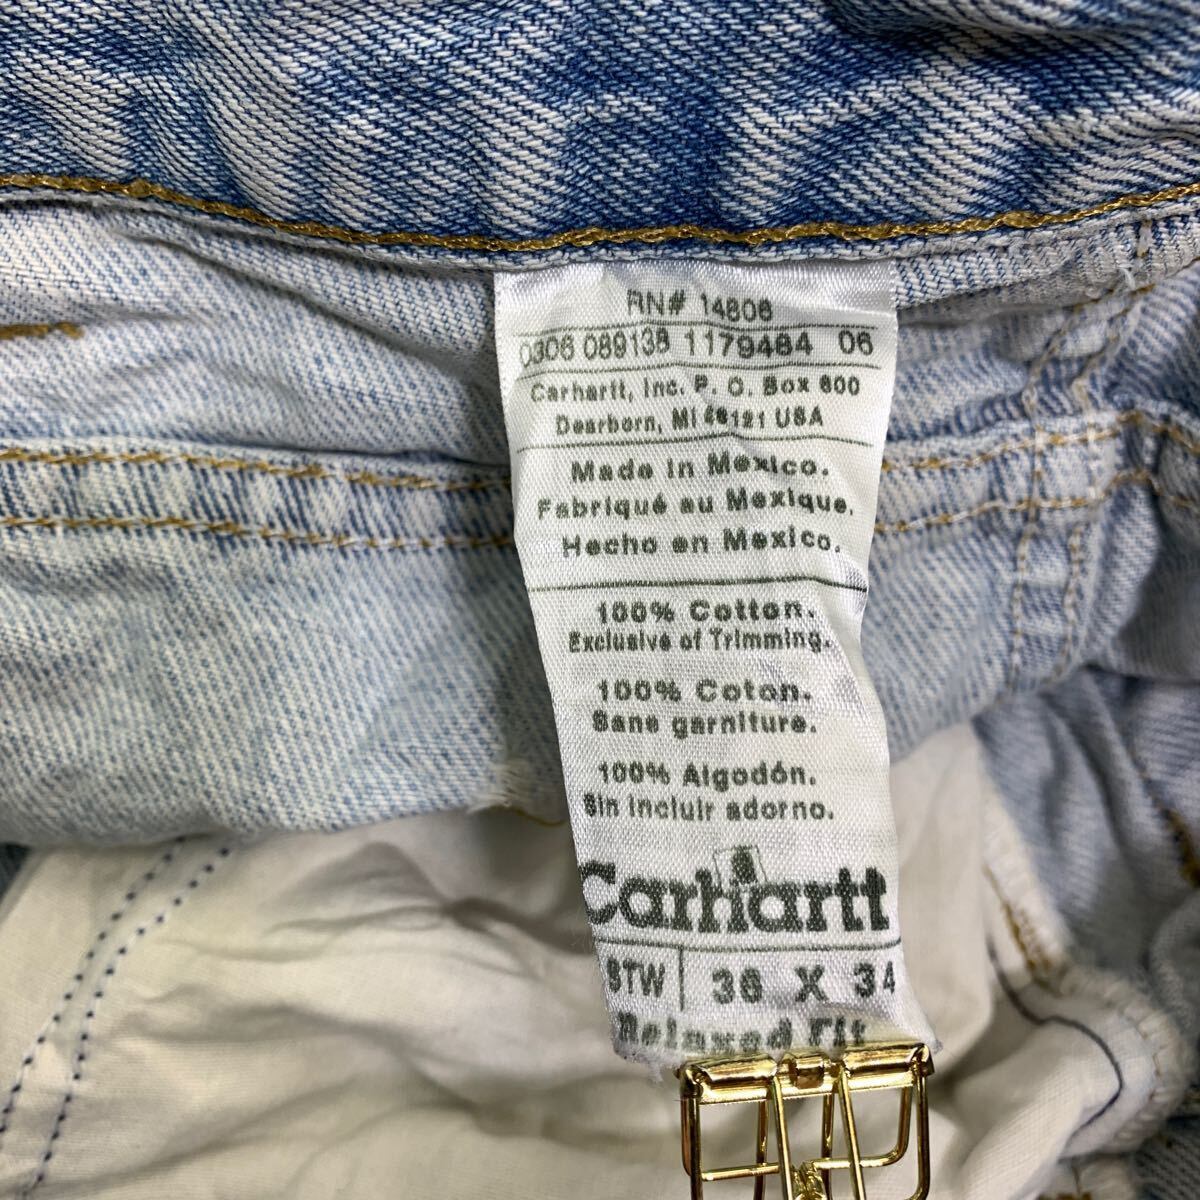 RN# 14806
0306 089138 1179484 06
Carhartt, Inc. P. O. Box 600
Dearborn, MI 48121 USA
Made in Mexico.
Fabriqué au Mexique.
Hecho en Mexico.
100% Cotton.
Exclusive of Trimming.
100% Coton.
Sans garniture.
100% Algodón.
Sin incluir adorno.
Carhartt
STW 36 X 34
Relaxed Fit